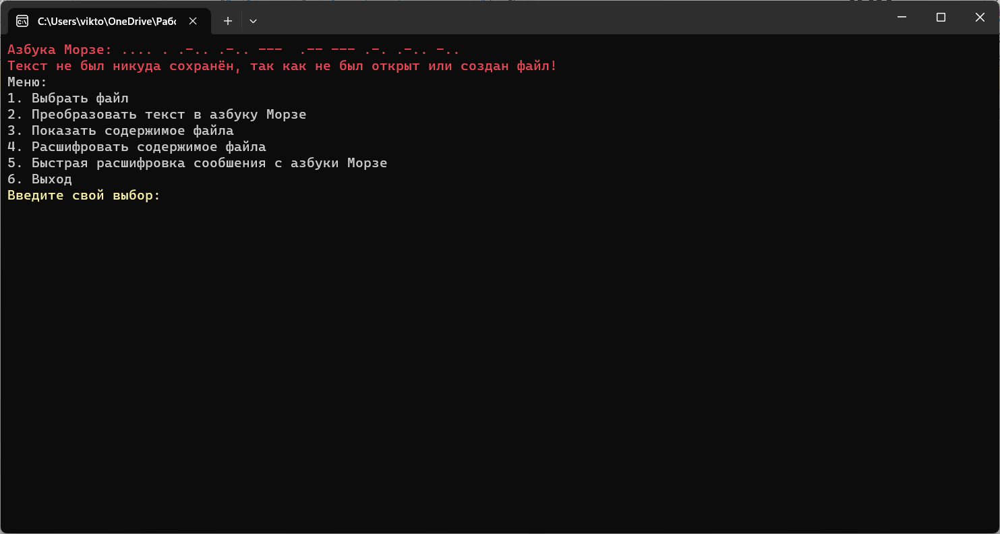 C:\Users\vikto\OneDrive\Рабо
Азбука Морзе: .... . .-.. .-.. ---  .-- --- .-. .-.. -..
Текст не был никуда сохранён, так как не был открыт или создан файл!
Меню:
1. Выбрать файл
2. Преобразовать текст в азбуку Морзе
3. Показать содержимое файла
4. Расшифровать содержимое файла
5. Быстрая расшифровка сообшения с азбуки Морзе
6. Выход
Введите свой выбор: